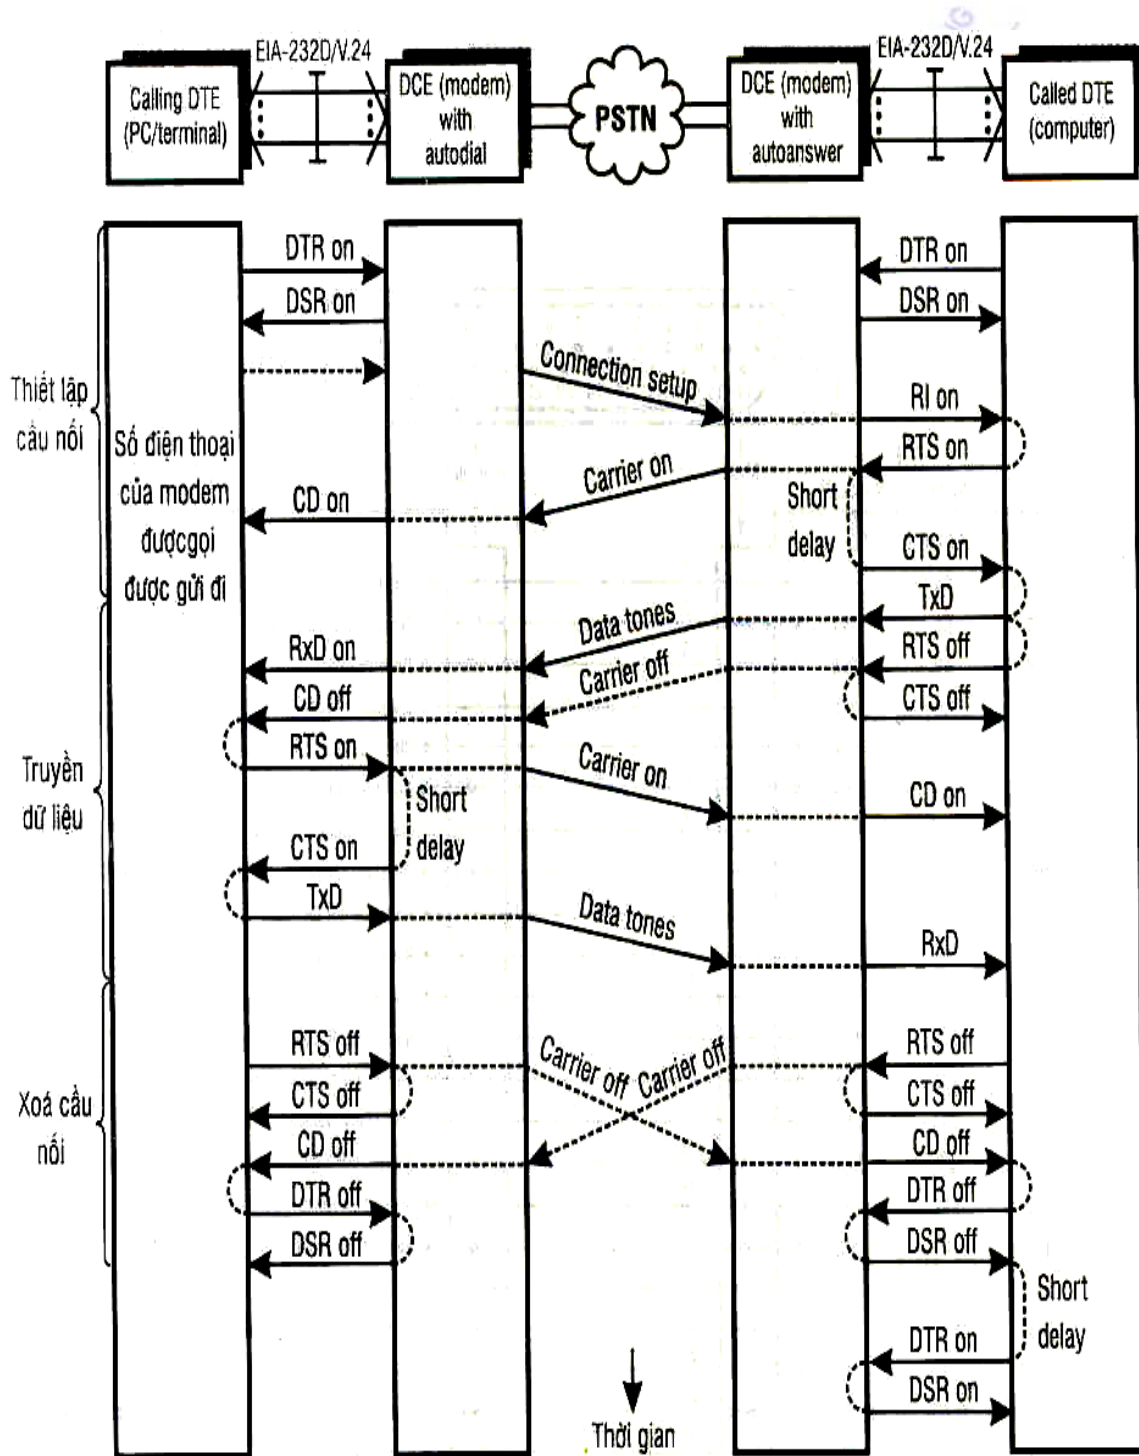 EIA-232D/V.24
EIA-232D/V.24
Calling DTE
(PC/terminal)
DCE (modem)
with
autodial
PSTN
DCE (modem)
with
autoanswer
Called DTE
(computer)
DTR on
DTR on
DSR on
DSR on
Thiết lập
cầu nối
Số điện thoại
của modem
đượcgọi
được gửi đi
Connection setup
RI on
RTS on
Carrier on
CD on
Short
delay
CTS on
TxD
Data tones
RxD on
RTS off
Carrier off
CD off
CTS off
Truyền
dữ liệu
RTS on
Carrier on
Short
delay
CD on
CTS on
TxD
Data tones
RxD
Xoá cầu
nối
RTS off
Carrier off
Carrier off
RTS off
CTS off
CTS off
CD off
CD off
DTR off
DTR off
DSR off
DSR off
Short
delay
DTR on
DSR on
Thời gian